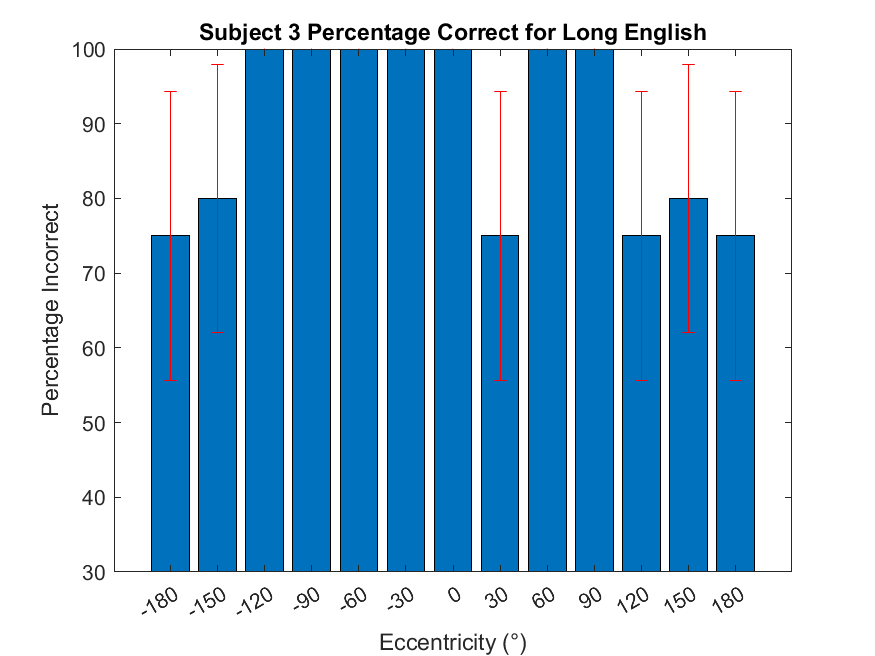 Subject 3 Percentage Correct for Long English
100
90
80
70
60
50
40
30
Percentage Incorrect
-180 -150 -120 -90 -60 -30 0 30 60 90 120 150 180
Eccentricity (°)